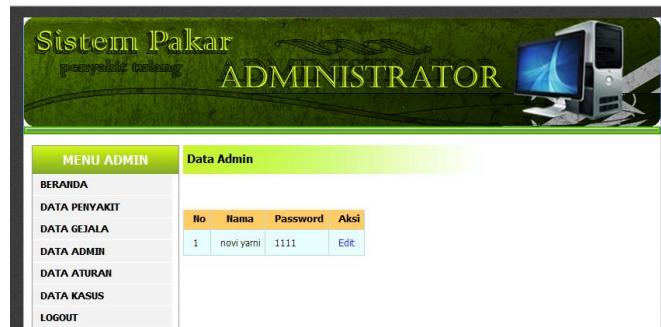 Sistem Pakar
penyakit tulang
ADMINISTRATOR
MENU ADMIN
BERANDA
DATA PENYAKIT
DATA GEJALA
DATA ADMIN
DATA ATURAN
DATA KASUS
LOGOUT
Data Admin
No Nama Password Aksi
1 novi yarni 1111 Edit